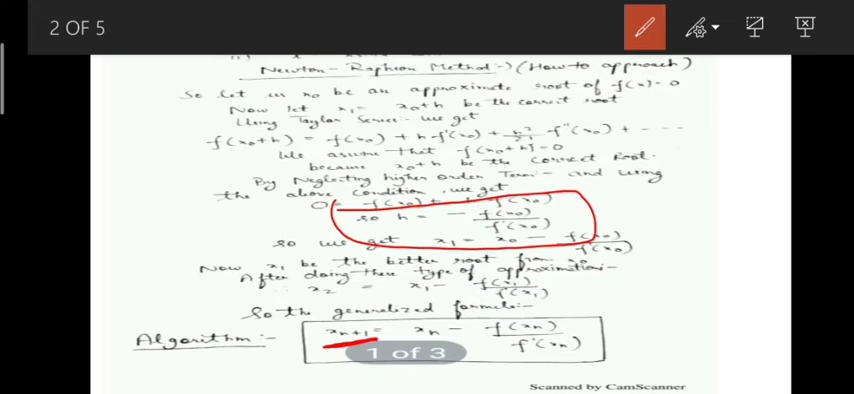 2 OF 5
Newton-Raphson Method:-) (How to approach)
So let us x0 be an approximate root of f(x)=0
Now let x1 = x0+h be the correct root
Using Taylor Series:- we get
f(x0+h) = f(x0) + h f'(x0) + h²/2! f''(x0) + - - - -
We assume that f(x0+h)=0
because x0+h be the correct Root.
By Neglecting higher order Term- and using
the above condition, we get
0 = f(x0) + f'(x0)
so h = - f(x0)/f'(x0)
so we get x1 = x0 - f(x0)/f'(x0)
Now x1 be the better root from x0
After doing these type of approximation:-
∴ x2 = x1 - f(x1)/f'(x1)
So the generalized formula:-
Algorithm:- xn+1 = xn - f(xn)/f'(xn)
1 of 3
Scanned by CamScanner